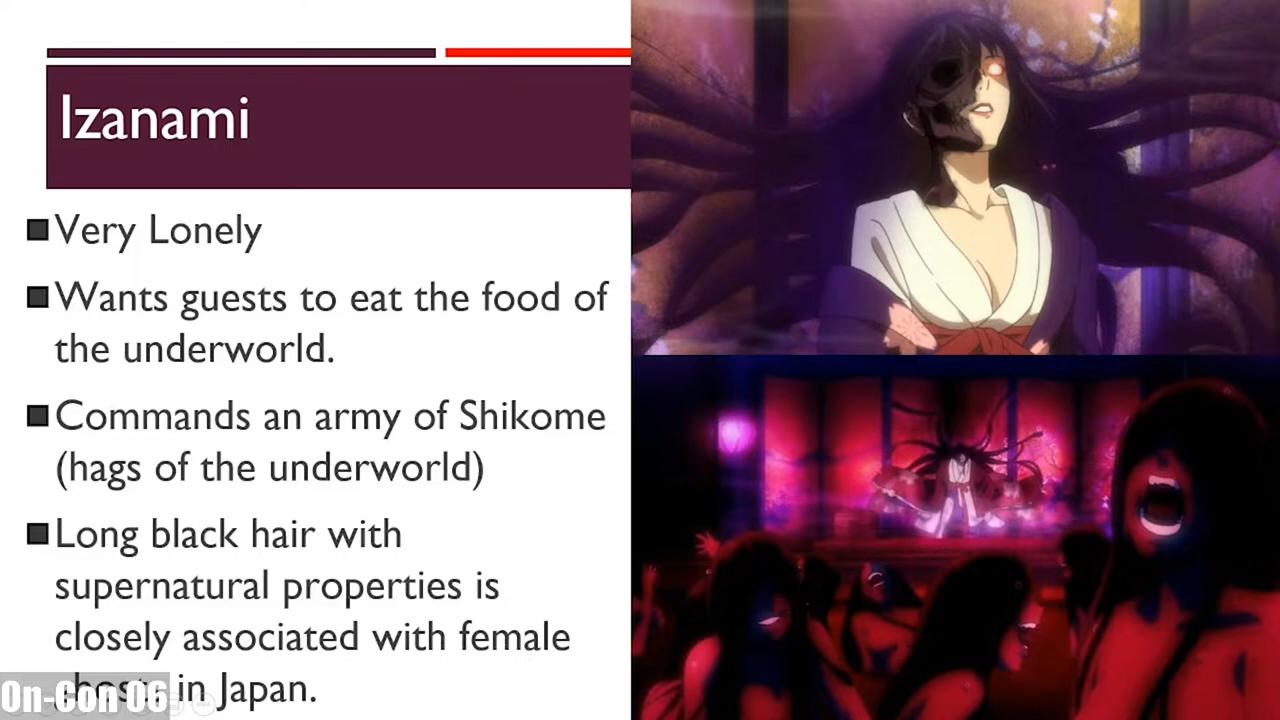 Izanami
Very Lonely
Wants guests to eat the food of
the underworld.
Commands an army of Shikome
(hags of the underworld)
Long black hair with
supernatural properties is
closely associated with female
ghosts in Japan.
On-Con 06